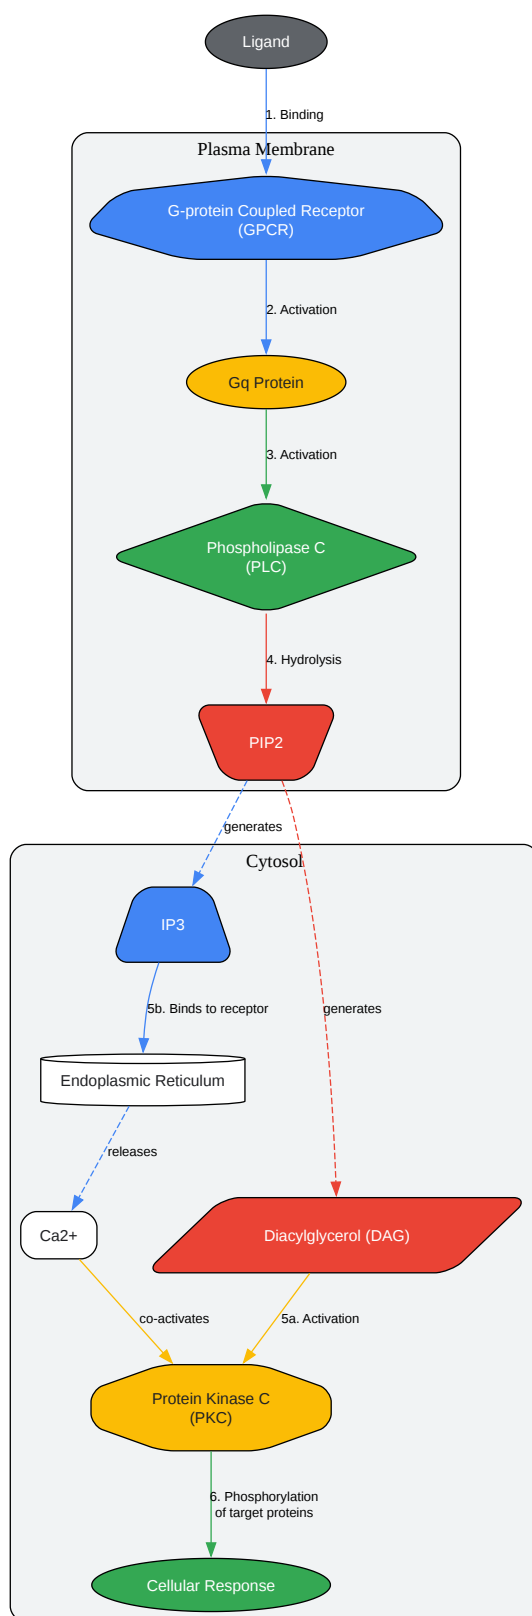 Ligand
1. Binding
Plasma Membrane
G-protein Coupled Receptor
(GPCR)
2. Activation
Gq Protein
3. Activation
Phospholipase C
(PLC)
4. Hydrolysis
PIP2
generates
Cytosol
IP3
5b. Binds to receptor
generates
Endoplasmic Reticulum
releases
Ca2+
Diacylglycerol (DAG)
co-activates
5a. Activation
Protein Kinase C
(PKC)
6. Phosphorylation
of target proteins
Cellular Response